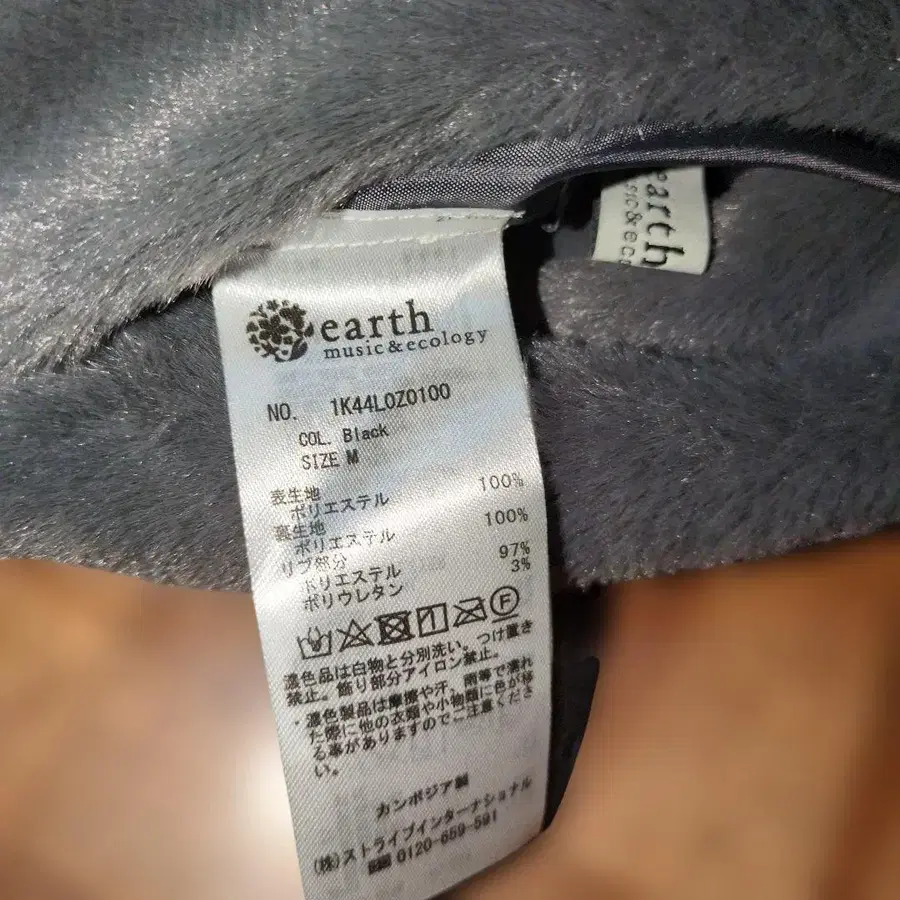 earth
music&ecology
NO. 1K44L0Z0100
COL. Black
SIZE M
表生地
ポリエステル 100%
裏生地
ポリエステル 100%
リブ部分
ポリエステル 97%
ポリウレタン 3%
F
濃色品は白物と分別洗い。つけ置き
禁止。飾り部分アイロン禁止。
・濃色製品は摩擦や汗、雨等で濡れ
た際に他の衣類や小物類に色が移
る事がありますのでご注意くださ
い。
カンボジア製
(株)ストライプインターナショナル
0120-659-591
earth
sic&eco